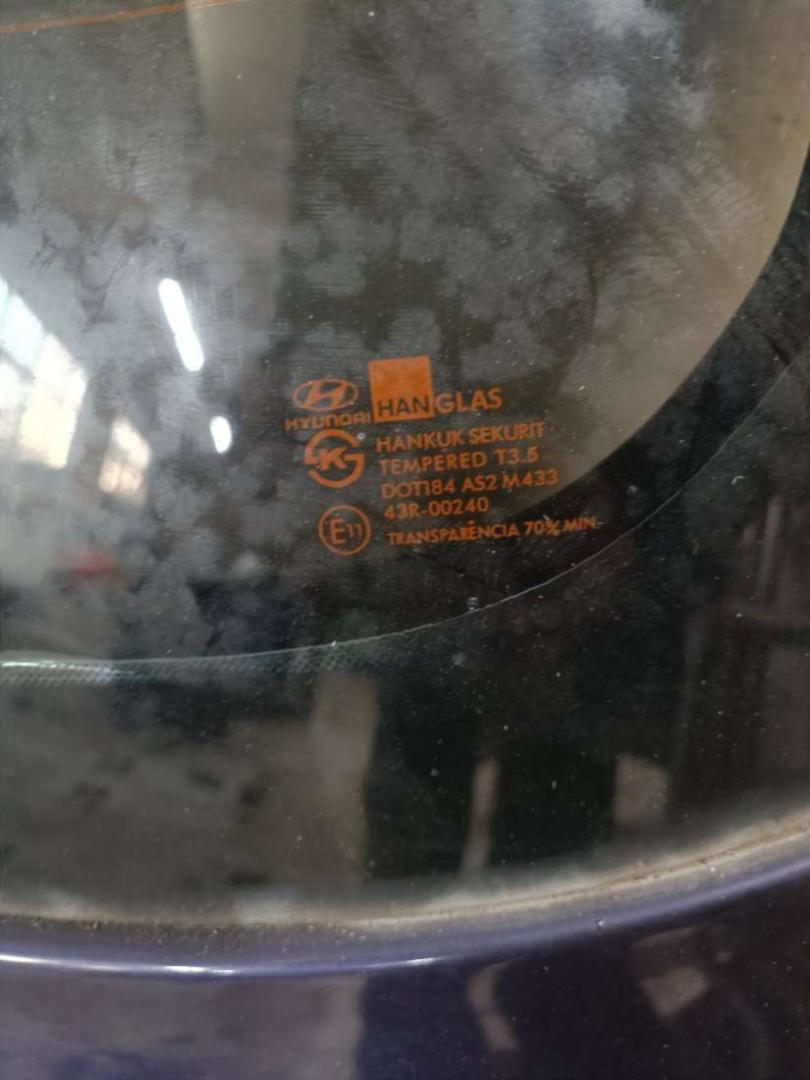 HYUNDAI HANGLAS
HANKUK SEKURIT
TEMPERED T3.5
DOT184 AS2 M433
43R-00240
E11
TRANSPARÊNCIA 70% MIN.